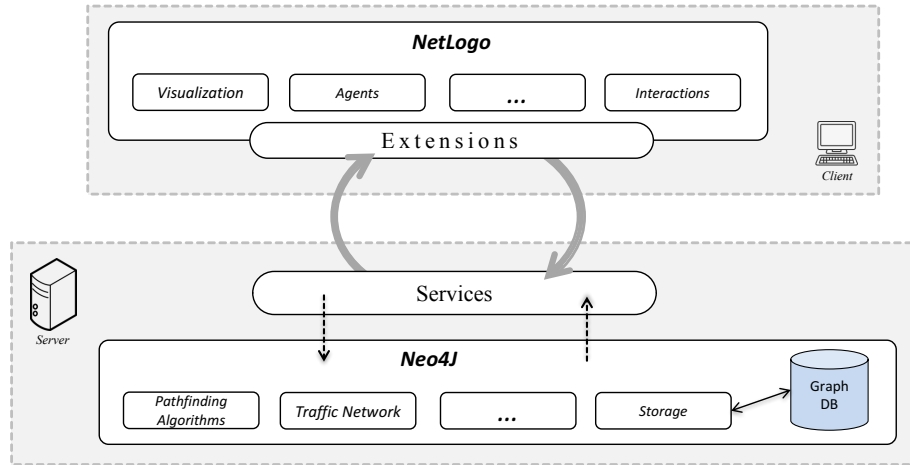 NetLogo
Visualization
Agents
...
Interactions
Extensions
Client
Server
Services
Neo4J
Pathfinding
Algorithms
Traffic Network
...
Storage
Graph
DB